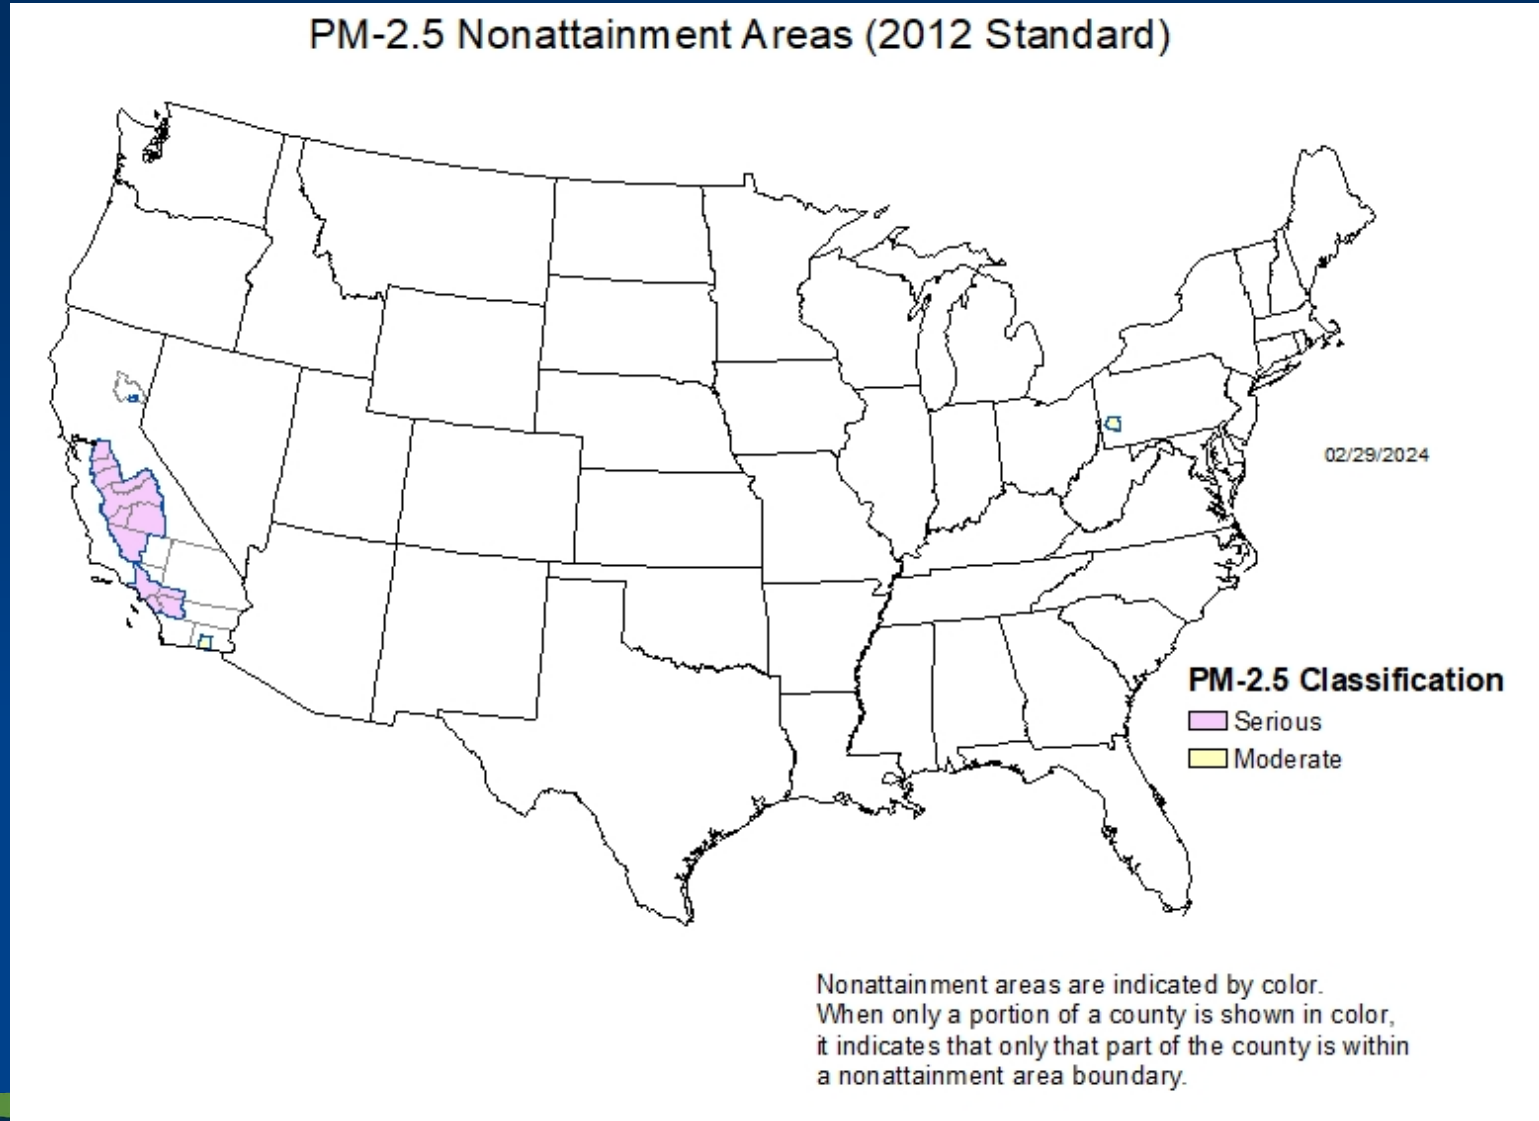 PM-2.5 Nonattainment Areas (2012 Standard)
02/29/2024
PM-2.5 Classification
Serious
Moderate
Nonattainment areas are indicated by color.
When only a portion of a county is shown in color,
it indicates that only that part of the county is within
a nonattainment area boundary.